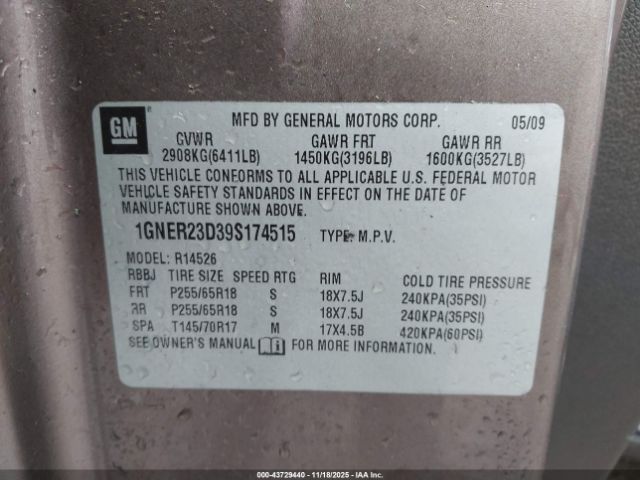 GM
MFD BY GENERAL MOTORS CORP. 05/09
GVWR GAWR FRT GAWR RR
2908KG(6411LB) 1450KG(3196LB) 1600KG(3527LB)
THIS VEHICLE CONFORMS TO ALL APPLICABLE U.S. FEDERAL MOTOR
VEHICLE SAFETY STANDARDS IN EFFECT ON THE DATE OF
MANUFACTURE SHOWN ABOVE.
1GNER23D39S174515 TYPE: M.P.V.
MODEL: R14526
RBBJ TIRE SIZE SPEED RTG RIM COLD TIRE PRESSURE
FRT P255/65R18 S 18X7.5J 240KPA(35PSI)
RR P255/65R18 S 18X7.5J 240KPA(35PSI)
SPA T145/70R17 M 17X4.5B 420KPA(60PSI)
SEE OWNER'S MANUAL FOR MORE INFORMATION.
000-43729440 - 11/18/2025 - copart.com